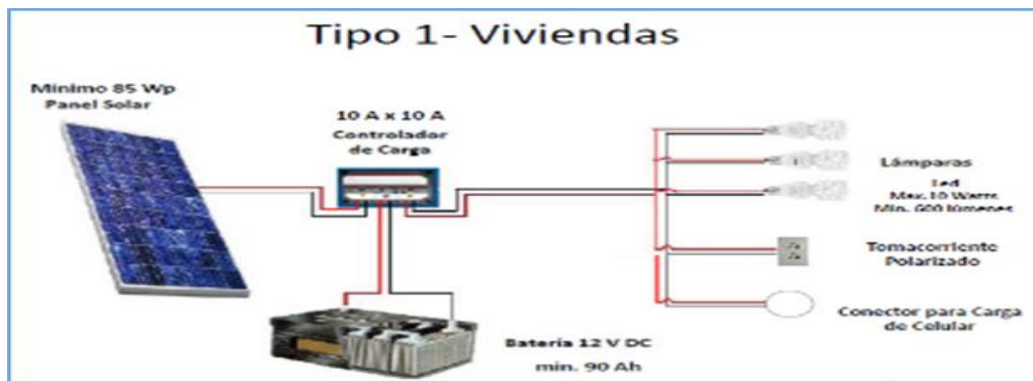 Tipo 1- Viviendas
Mínimo 85 Wp
Panel Solar
10 A x 10 A
Controlador
de Carga
Lámparas
Led
Max. 10 Watts
Min. 600 lúmenes
Tomacorriente
Polarizado
Conector para Carga
de Celular
Batería 12 V DC
min. 90 Ah